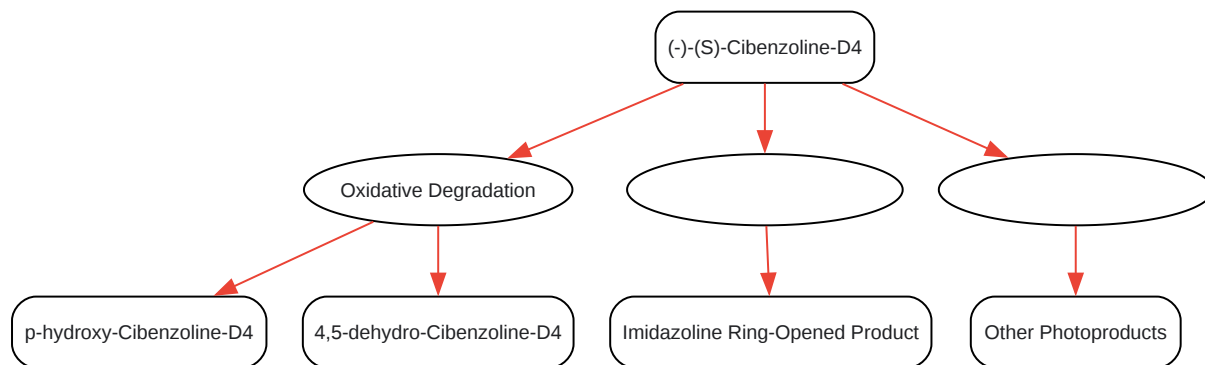 (-)-(S)-Cibenzoline-D4
Oxidative Degradation
p-hydroxy-Cibenzoline-D4
4,5-dehydro-Cibenzoline-D4
Imidazoline Ring-Opened Product
Other Photoproducts